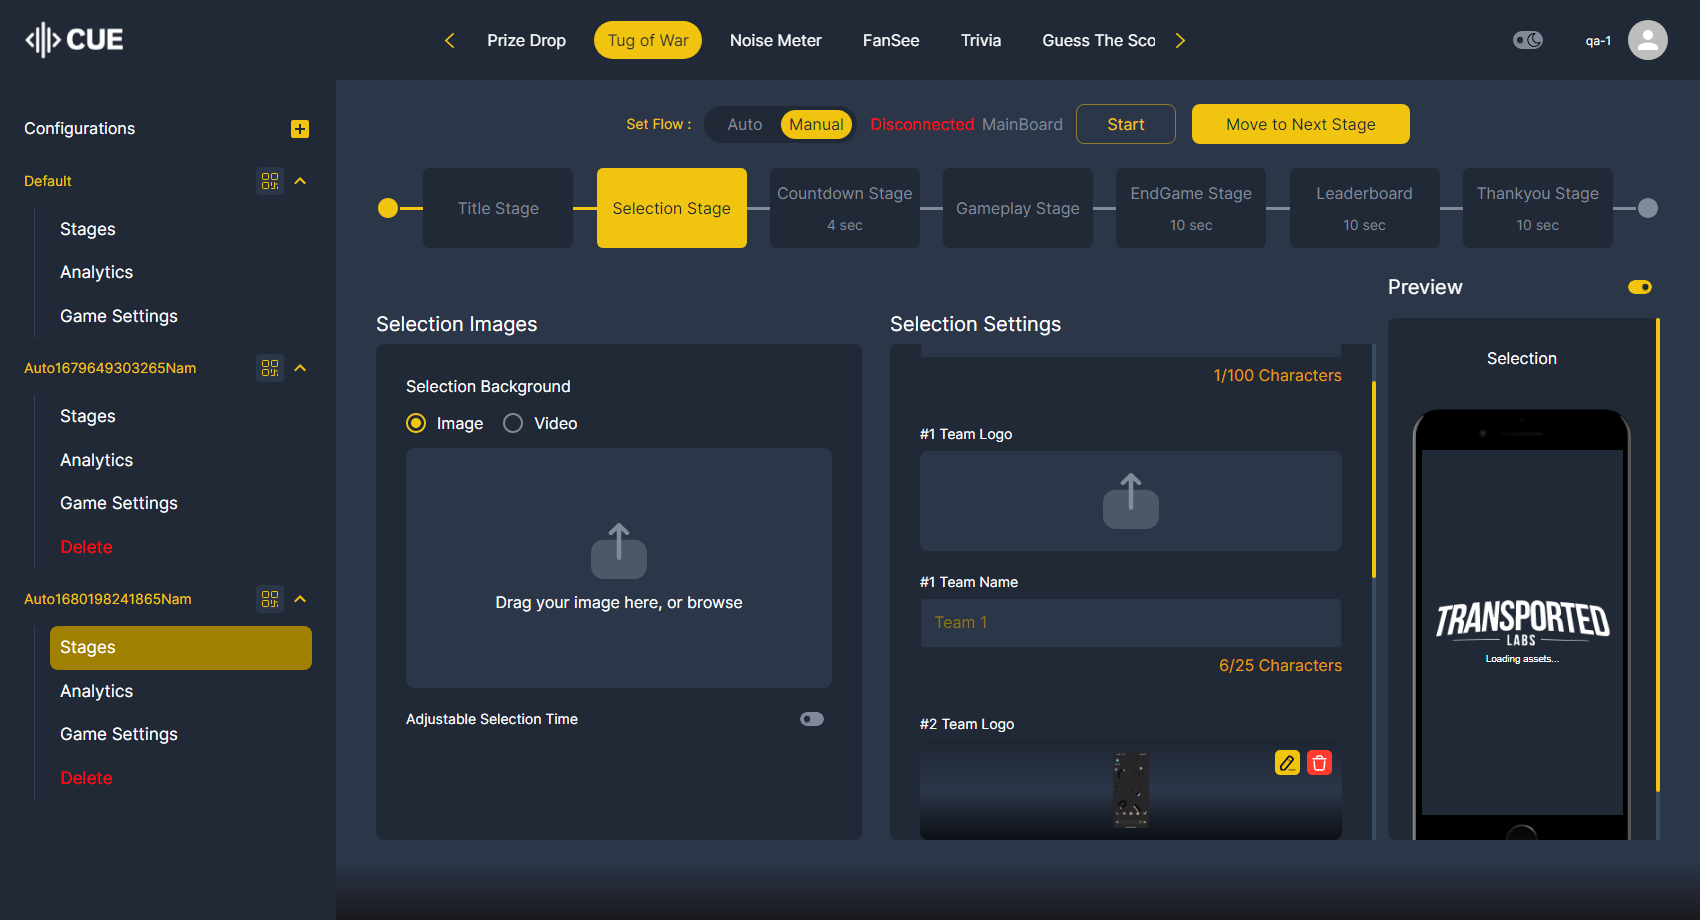 CUE
Prize Drop
Tug of War
Noise Meter
FanSee
Trivia
Guess The Sco
qa-1
Configurations
Default
Stages
Analytics
Game Settings
Auto1679649303265Nam
Stages
Analytics
Game Settings
Delete
Auto1680198241865Nam
Stages
Analytics
Game Settings
Delete
Set Flow :
Auto
Manual
Disconnected MainBoard
Start
Move to Next Stage
Title Stage
Selection Stage
Countdown Stage
4 sec
Gameplay Stage
EndGame Stage
10 sec
Leaderboard
10 sec
Thankyou Stage
10 sec
Selection Images
Selection Background
Image
Video
Drag your image here, or browse
Adjustable Selection Time
Selection Settings
1/100 Characters
#1 Team Logo
#1 Team Name
Team 1
6/25 Characters
#2 Team Logo
Preview
Selection
TRANSPORTED
LABS
Loading assets...